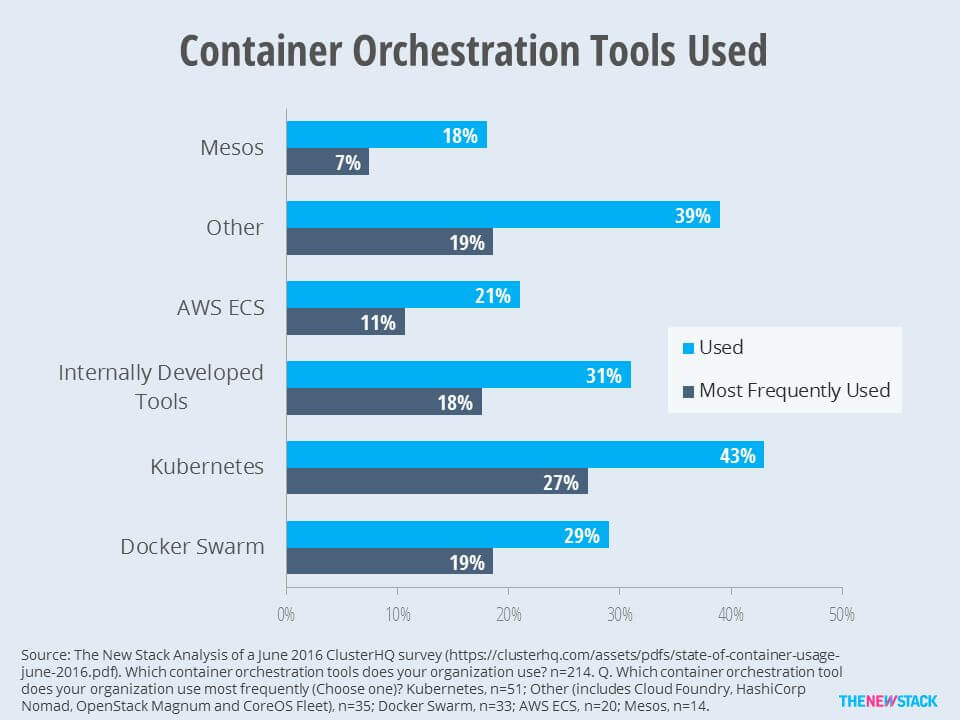 Container Orchestration Tools Used
Mesos
18%
7%
Other
39%
19%
AWS ECS
21%
11%
Internally Developed
Tools
31%
18%
Kubernetes
43%
27%
Docker Swarm
29%
19%
Used
Most Frequently Used
0% 10% 20% 30% 40% 50%
Source: The New Stack Analysis of a June 2016 ClusterHQ survey (https://clusterhq.com/assets/pdfs/state-of-container-usage-
june-2016.pdf). Which container orchestration tools does your organization use? n=214. Q. Which container orchestration tool
does your organization use most frequently (Choose one)? Kubernetes, n=51; Other (includes Cloud Foundry, HashiCorp
Nomad, OpenStack Magnum and CoreOS Fleet), n=35; Docker Swarm, n=33; AWS ECS, n=20; Mesos, n=14.
THENEWSTACK